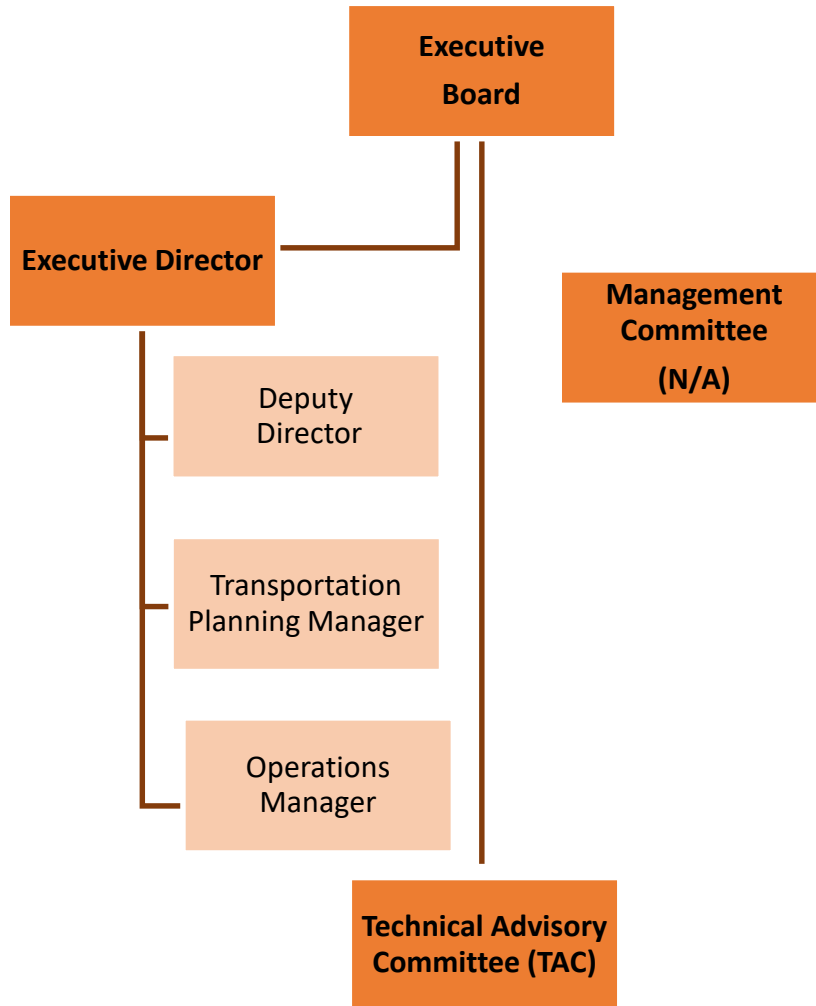 Executive
Board
Executive Director
Management
Committee
(N/A)
Deputy
Director
Transportation
Planning Manager
Operations
Manager
Technical Advisory
Committee (TAC)